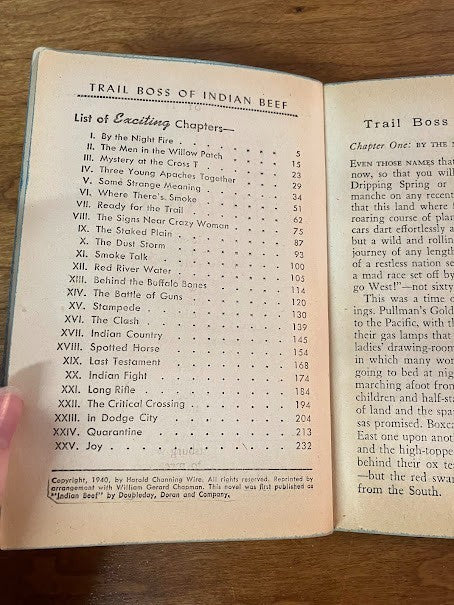 TRAIL BOSS OF INDIAN BEEF
List of Exciting Chapters—
I. By the Night Fire . . . . . . 5
II. The Men in the Willow Patch . . . . 15
III. Mystery at the Cross T . . . . . 23
IV. Three Young Apaches Together . . . . 29
V. Some Strange Meaning . . . . . 34
VI. Where There's Smoke . . . . . 51
VII. Ready for the Trail . . . . . . 62
VIII. The Signs Near Crazy Woman . . . . 75
IX. The Staked Plain . . . . . . 87
X. The Dust Storm . . . . . . 93
XI. Smoke Talk . . . . . . . 100
XII. Red River Water . . . . . . 105
XIII. Behind the Buffalo Bones . . . . . 114
XIV. The Battle of Guns . . . . . . 120
XV. Stampede . . . . . . . 130
XVI. The Clash . . . . . . . 139
XVII. Indian Country . . . . . . 145
XVIII. Spotted Horse . . . . . . 154
XIX. Last Testament . . . . . . 168
XX. Indian Fight . . . . . . . 174
XXI. Long Rifle . . . . . . . 184
XXII. The Critical Crossing . . . . . 194
XXIII. in Dodge City . . . . . . 204
XXIV. Quarantine . . . . . . . 213
XXV. Joy . . . . . . . . 232
Copyright, 1940, by Harold Channing Wire. All rights reserved. Reprinted by
arrangement with William Gerard Chapman. This novel was first published as
"Indian Beef" by Doubleday, Doran and Company.
Trail Boss
Chapter One: BY THE
EVEN THOSE NAMES that
now, so that you will
Dripping Spring or
many on any recent
that this land where
roaring course of plan
cars dart effortlessly a
but a wild and rolling
journey of any length
of a restless nation se
a mad race set off by
go West!"—not sixty
This was a time o
ings. Pullman's Gold
to the Pacific, with th
their gas lamps that
ladies' drawing-room
in which many wor
going to bed at nig
marching afoot from
children and half-sta
of land and the spa
sas promised. Boxca
East one upon anot
and the high-toppe
behind their ox te
—but the red swar
from the South.